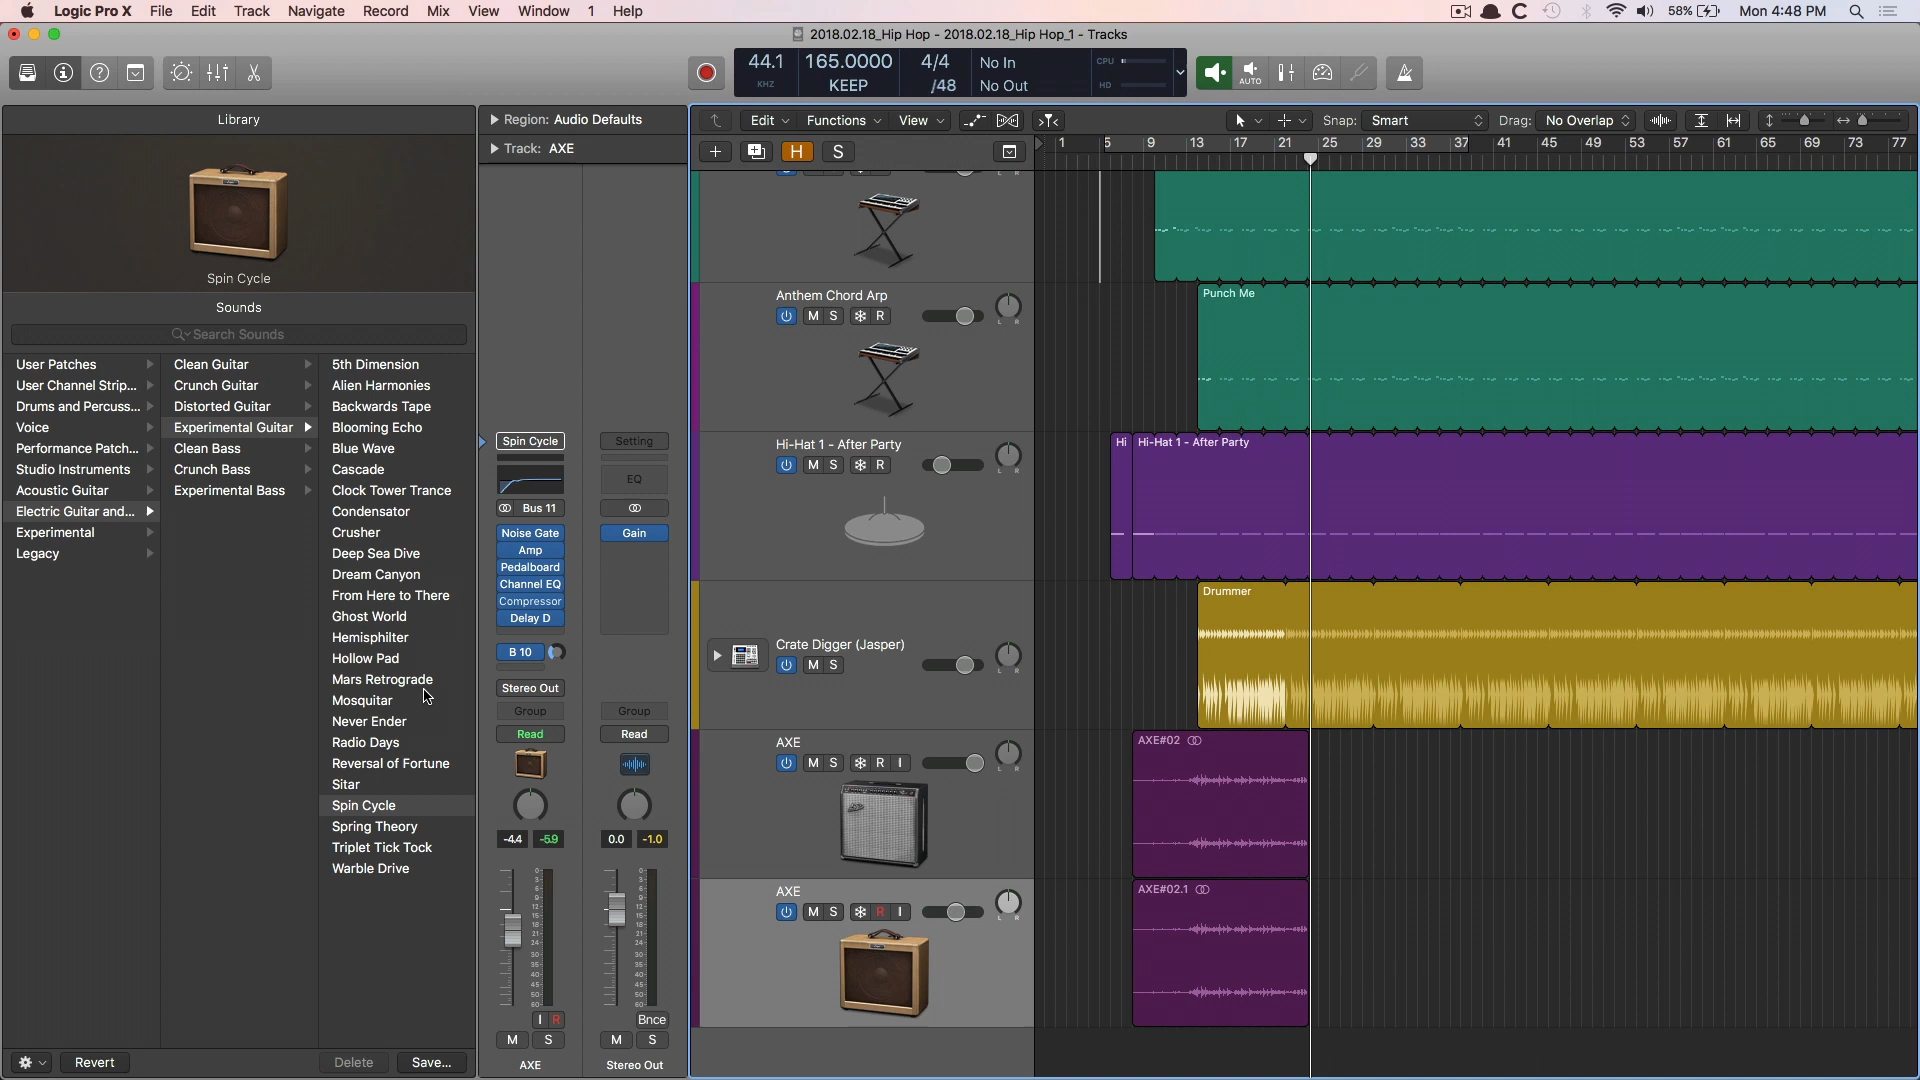 Logic Pro X File Edit Track Navigate Record Mix View Window 1 Help 58% Mon 4:48 PM
2018.02.18_Hip Hop - 2018.02.18_Hip Hop_1 - Tracks
44.1 165.0000 4/4 No In CPU
KHZ KEEP /48 No Out HD
AUTO
Library
Region: Audio Defaults
Track: AXE
Edit Functions View Snap: Smart Drag: No Overlap
H S
1 5 9 13 17 21 25 29 33 37 41 45 49 53 57 61 65 69 73 77
Spin Cycle
Sounds
Search Sounds
User Patches
User Channel Strip...
Drums and Percuss...
Voice
Performance Patch...
Studio Instruments
Acoustic Guitar
Electric Guitar and...
Experimental
Legacy
Clean Guitar
Crunch Guitar
Distorted Guitar
Experimental Guitar
Clean Bass
Crunch Bass
Experimental Bass
5th Dimension
Alien Harmonies
Backwards Tape
Blooming Echo
Blue Wave
Cascade
Clock Tower Trance
Condensator
Crusher
Deep Sea Dive
Dream Canyon
From Here to There
Ghost World
Hemisphilter
Hollow Pad
Mars Retrograde
Mosquitar
Never Ender
Radio Days
Reversal of Fortune
Sitar
Spin Cycle
Spring Theory
Triplet Tick Tock
Warble Drive
Revert Delete Save...
Spin Cycle
Bus 11
Noise Gate
Amp
Pedalboard
Channel EQ
Compressor
Delay D
B 10
Stereo Out
Group
Read
-4.4 -5.9
I R
M S
AXE
Setting
EQ
Gain
Group
Read
0.0 -1.0
Bnce
M S
Stereo Out
L R
Anthem Chord Arp
M S R
L R
Hi-Hat 1 - After Party
M S R
L R
Crate Digger (Jasper)
M S
L R
AXE
M S R I
L R
AXE
M S R I
L R
Punch Me
Hi Hi-Hat 1 - After Party
Drummer
AXE#02
AXE#02.1